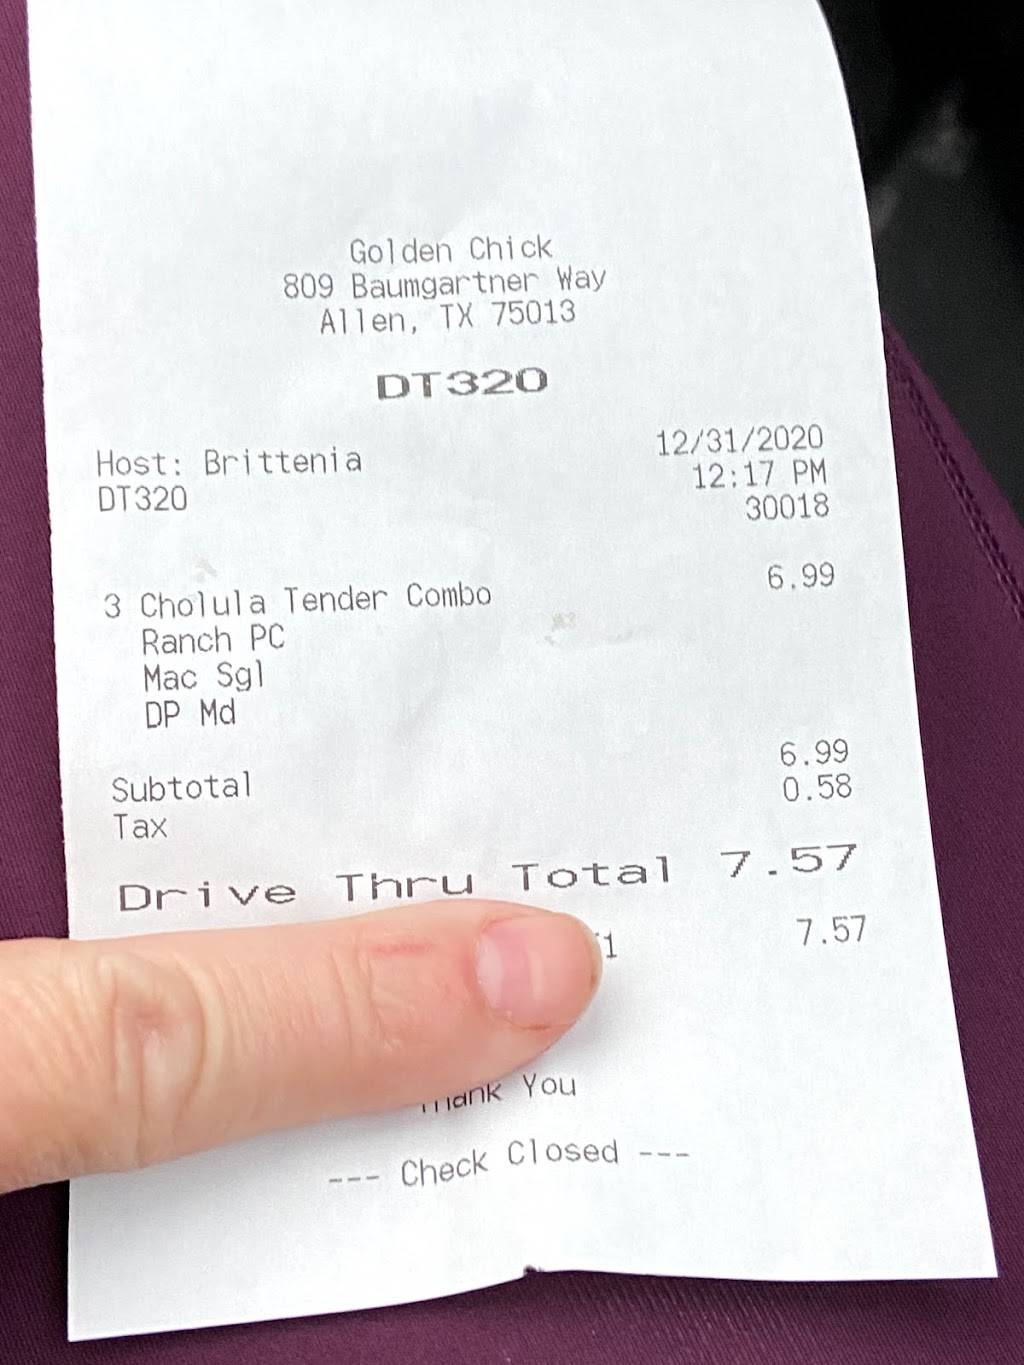 Golden Chick
809 Baumgartner Way
Allen, TX 75013
DT320
Host: Brittenia 12/31/2020
DT320 12:17 PM
30018
3 Cholula Tender Combo 6.99
Ranch PC
Mac Sgl
DP Md
Subtotal 6.99
Tax 0.58
Drive Thru Total 7.57
7.57
Thank You
--- Check Closed ---